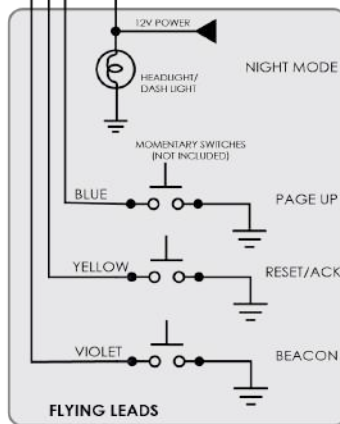 12V POWER
NIGHT MODE
HEADLIGHT/
DASH LIGHT
MOMENTARY SWITCHES
(NOT INCLUDED)
BLUE
PAGE UP
YELLOW
RESET/ACK
VIOLET
BEACON
FLYING LEADS